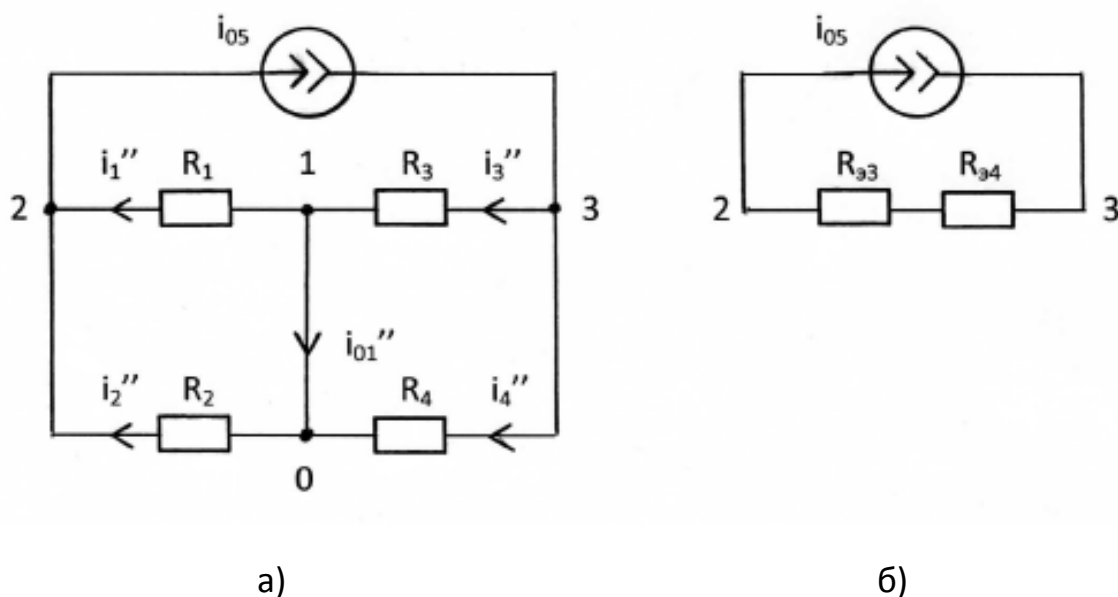 i₀₅ i₀₅
i₁′′ R₁ 1 R₃ i₃′′ Rэ3 Rэ4
2 3 2 3
i₀₁′′
i₂′′ R₂ R₄ i₄′′
0
а) б)